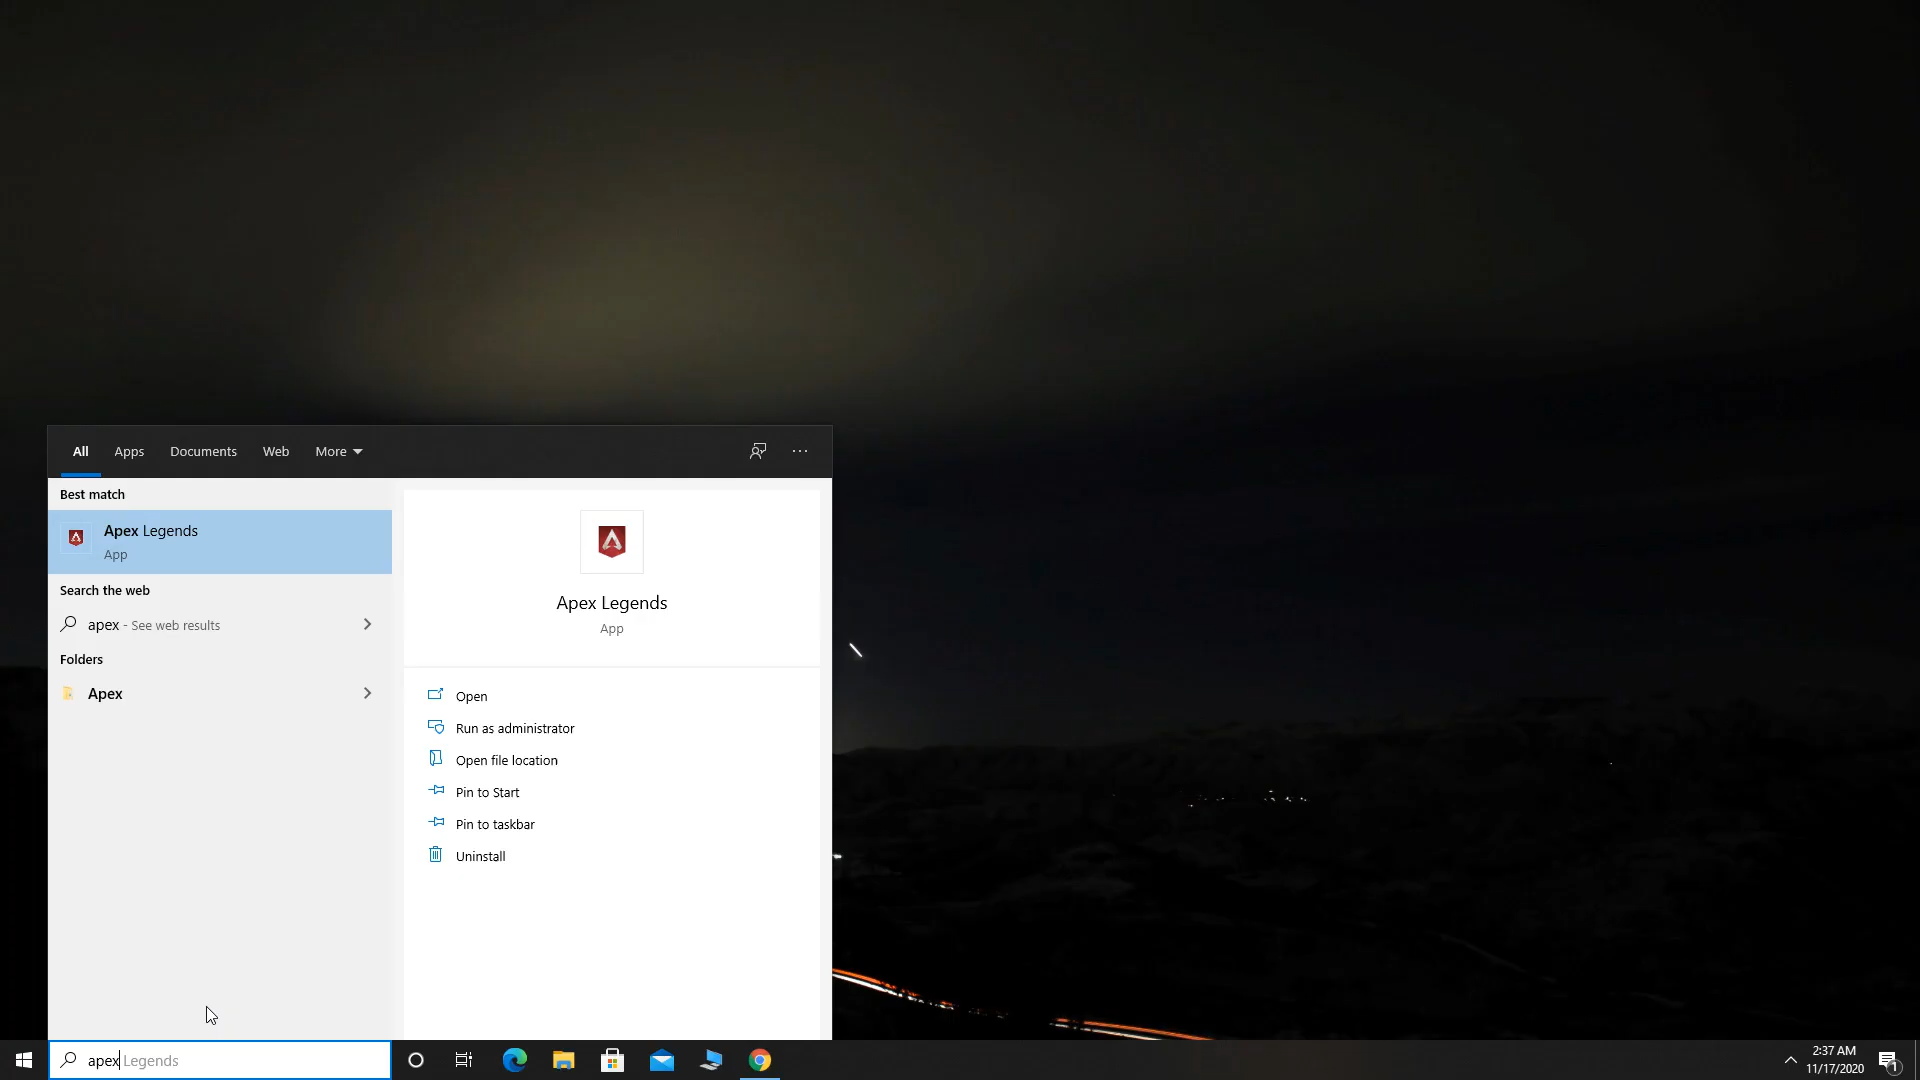 All Apps Documents Web More
Best match
Apex Legends
App
Search the web
apex - See web results
Folders
Apex
Apex Legends
App
Open
Run as administrator
Open file location
Pin to Start
Pin to taskbar
Uninstall
apex Legends
2:37 AM
11/17/2020
1